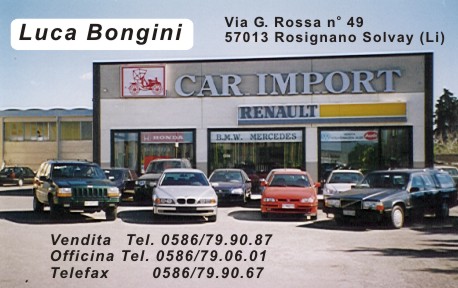 Luca Bongini
Via G. Rossa n° 49
57013 Rosignano Solvay (Li)
CAR IMPORT
RENAULT
HONDA
B.M.W. MERCEDES
Vendita Tel. 0586/79.90.87
Officina Tel. 0586/79.06.01
Telefax 0586/79.90.67